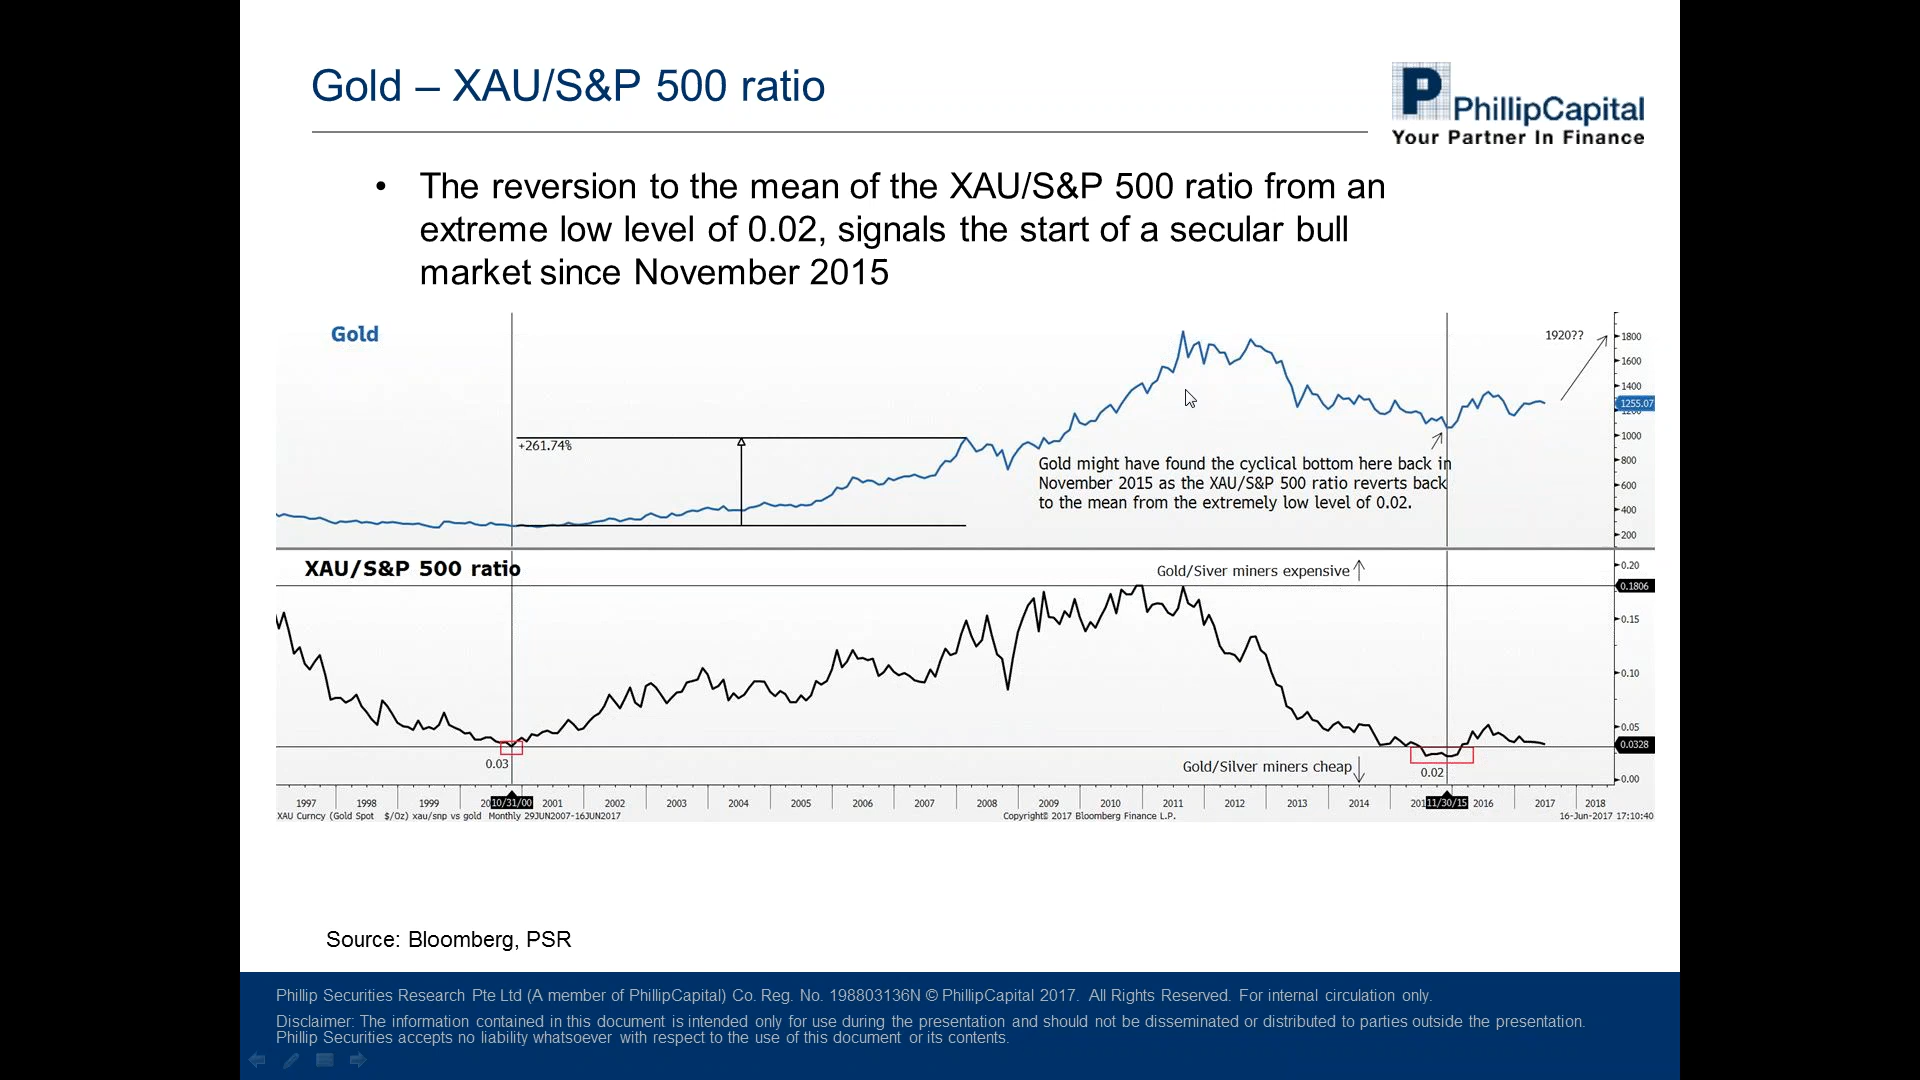 Gold – XAU/S&P 500 ratio
P
PhillipCapital
Your Partner In Finance
• The reversion to the mean of the XAU/S&P 500 ratio from an
extreme low level of 0.02, signals the start of a secular bull
market since November 2015
Gold
1920??
1800
1600
1400
1255.07
1200
1000
800
600
400
200
+261.74%
Gold might have found the cyclical bottom here back in
November 2015 as the XAU/S&P 500 ratio reverts back
to the mean from the extremely low level of 0.02.
XAU/S&P 500 ratio
Gold/Siver miners expensive
0.20
0.1806
0.15
0.10
0.05
0.0328
0.00
0.03
Gold/Silver miners cheap
0.02
1997 1998 1999 20 10/31/00 2001 2002 2003 2004 2005 2006 2007 2008 2009 2010 2011 2012 2013 2014 201 11/30/15 2016 2017 2018
XAU Curncy (Gold Spot $/Oz) xau/snp vs gold Monthly 29JUN2007-16JUN2017 Copyright© 2017 Bloomberg Finance L.P. 16-Jun-2017 17:10:40
Source: Bloomberg, PSR
Phillip Securities Research Pte Ltd (A member of PhillipCapital) Co. Reg. No. 198803136N © PhillipCapital 2017. All Rights Reserved. For internal circulation only.
Disclaimer: The information contained in this document is intended only for use during the presentation and should not be disseminated or distributed to parties outside the presentation.
Phillip Securities accepts no liability whatsoever with respect to the use of this document or its contents.